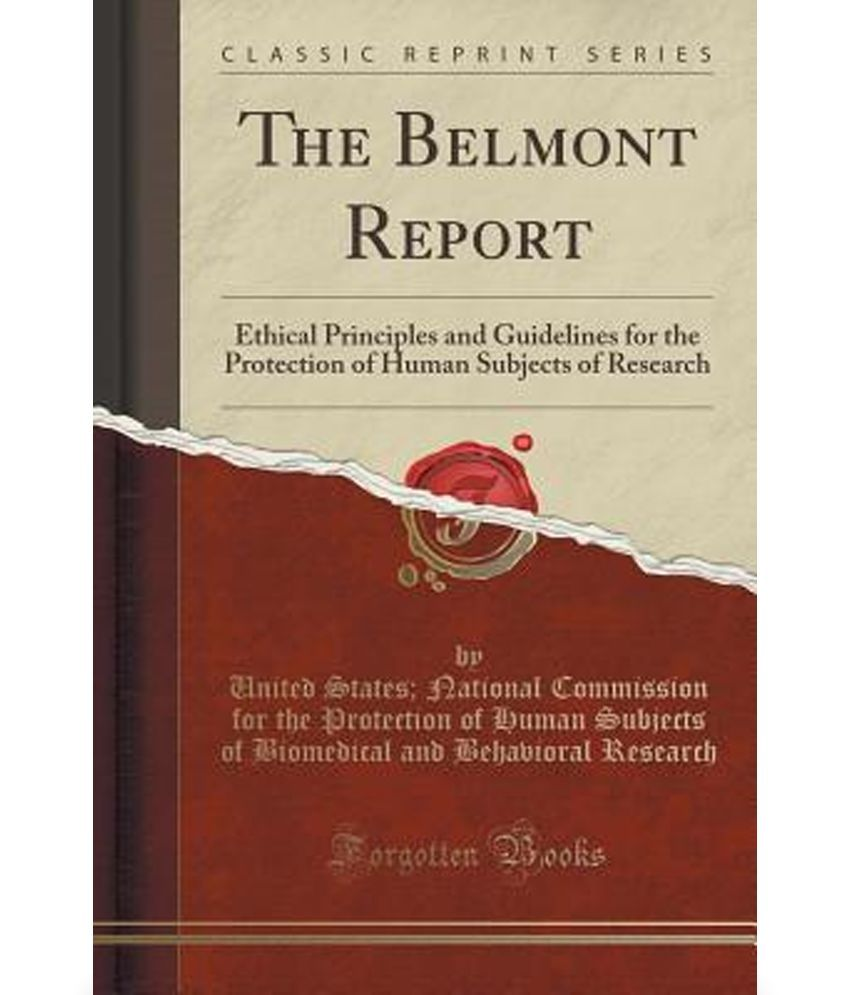 CLASSIC REPRINT SERIES
THE BELMONT
REPORT
Ethical Principles and Guidelines for the
Protection of Human Subjects of Research
F
by
United States; National Commission
for the Protection of Human Subjects
of Biomedical and Behavioral Research
Forgotten Books